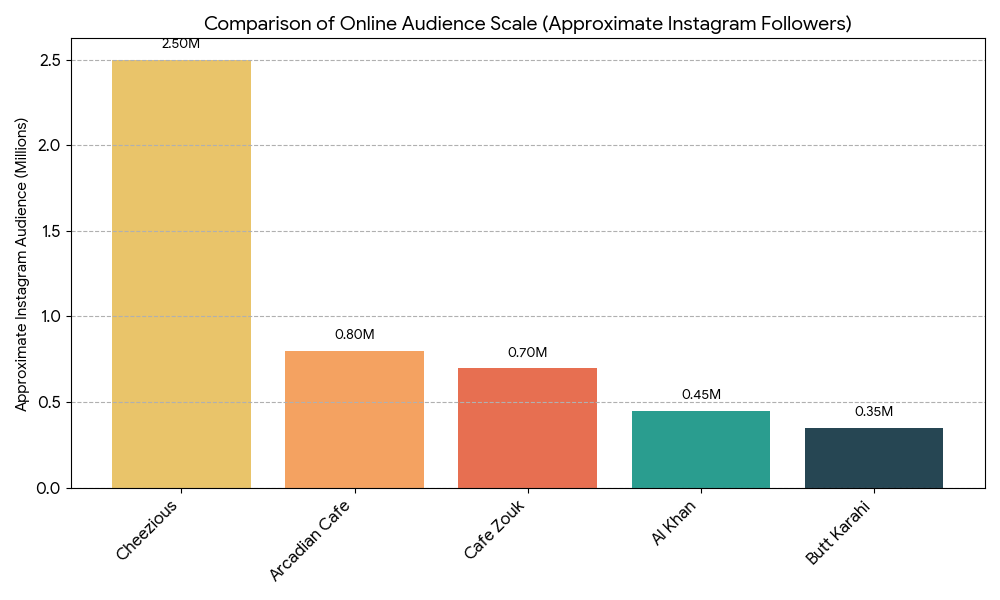 Comparison of Online Audience Scale (Approximate Instagram Followers)
Approximate Instagram Audience (Millions)
2.5
2.0
1.5
1.0
0.5
0.0
2.50M
0.80M
0.70M
0.45M
0.35M
Cheezious
Arcadian Cafe
Cafe Zouk
Al Khan
Butt Karahi